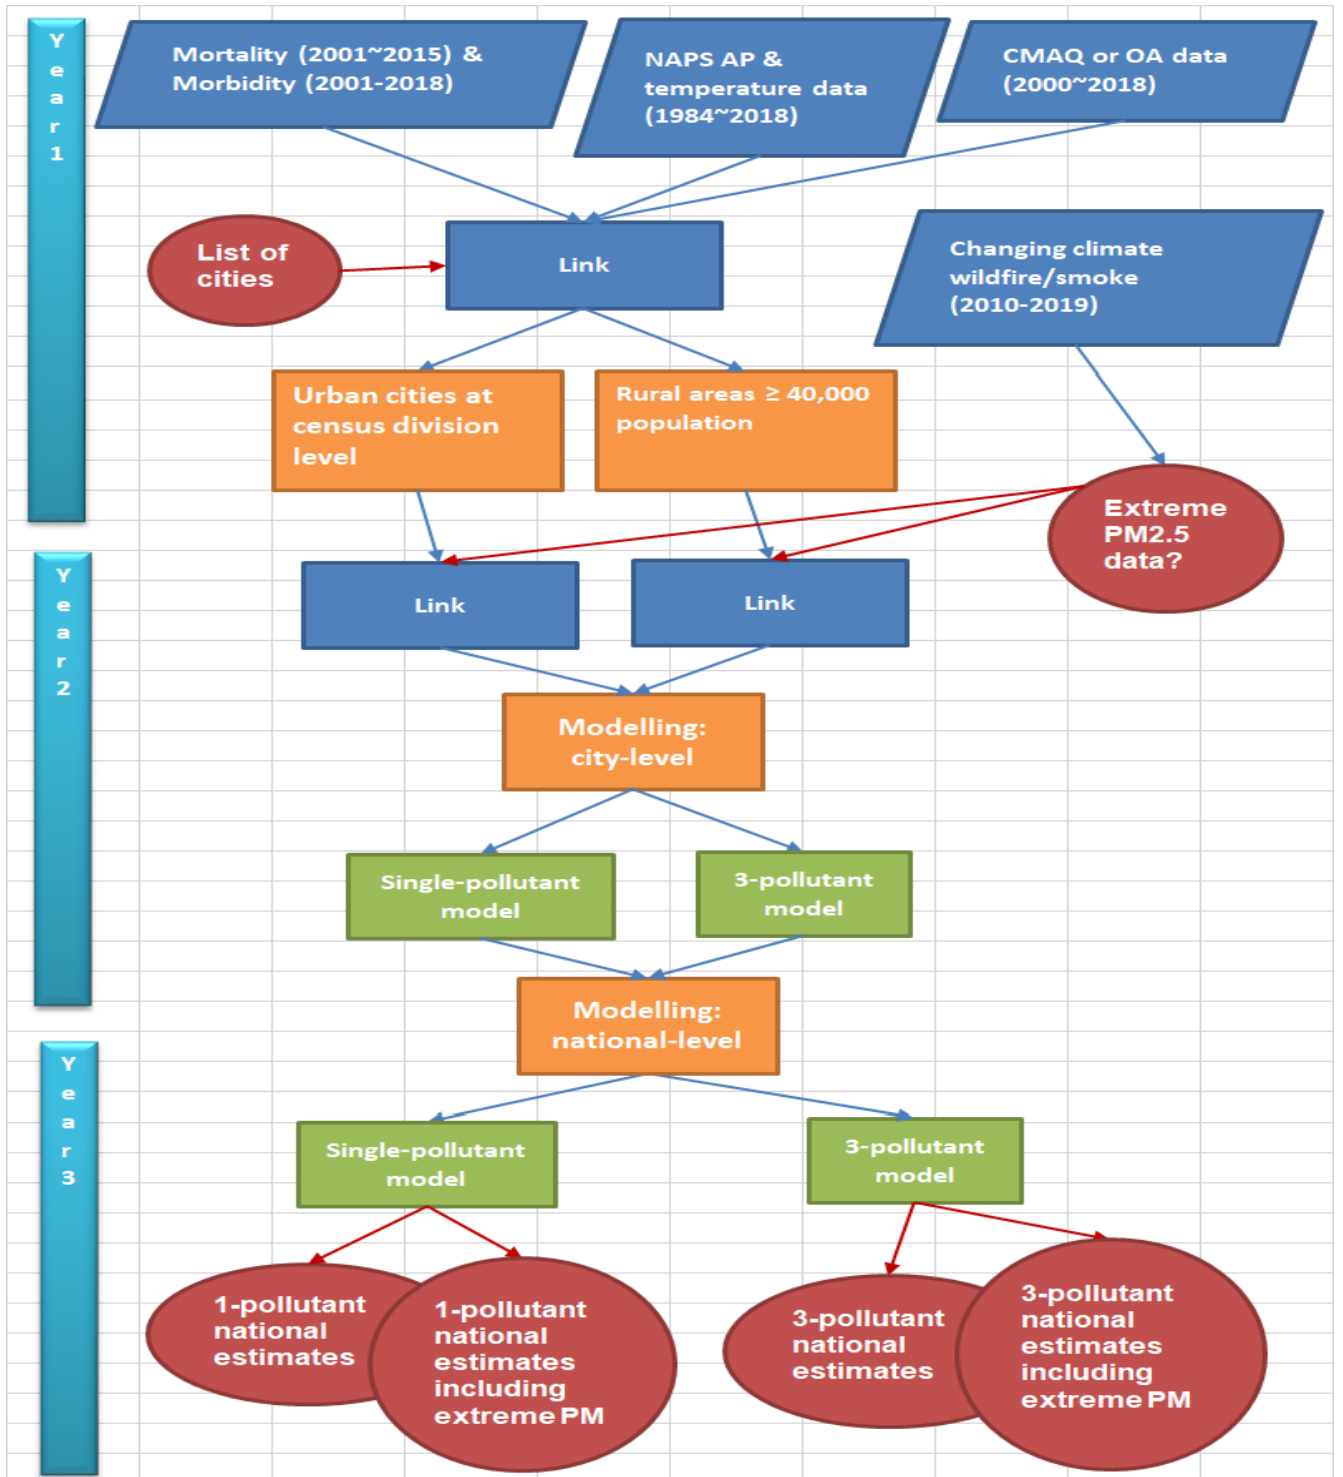 Year1
Mortality (2001~2015) &
Morbidity (2001-2018)
NAPS AP &
temperature data
(1984~2018)
CMAQ or OA data
(2000~2018)
List of
cities
Link
Changing climate
wildfire/smoke
(2010-2019)
Urban cities at
census division
level
Rural areas ≥ 40,000
population
Extreme
PM2.5
data?
Year2
Link
Link
Modelling:
city-level
Single-pollutant
model
3-pollutant
model
Modelling:
national-level
Year3
Single-pollutant
model
3-pollutant
model
1-pollutant
national
estimates
1-pollutant
national
estimates
including
extreme PM
3-pollutant
national
estimates
3-pollutant
national
estimates
including
extreme PM